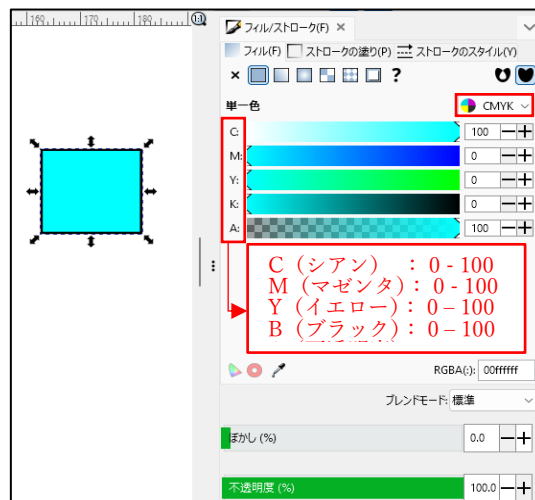 160 170 180
1:1
フィル/ストローク(F) ×
フィル(F) ストロークの塗り(P) ストロークのスタイル(Y)
× ?
単一色 CMYK
C: 100
M: 0
Y: 0
K: 0
A: 100
C(シアン) : 0 - 100
M(マゼンタ): 0 - 100
Y(イエロー): 0 – 100
B(ブラック): 0 – 100
RGBA(:): 00ffffff
ブレンドモード: 標準
ぼかし (%) 0.0
不透明度 (%) 100.0